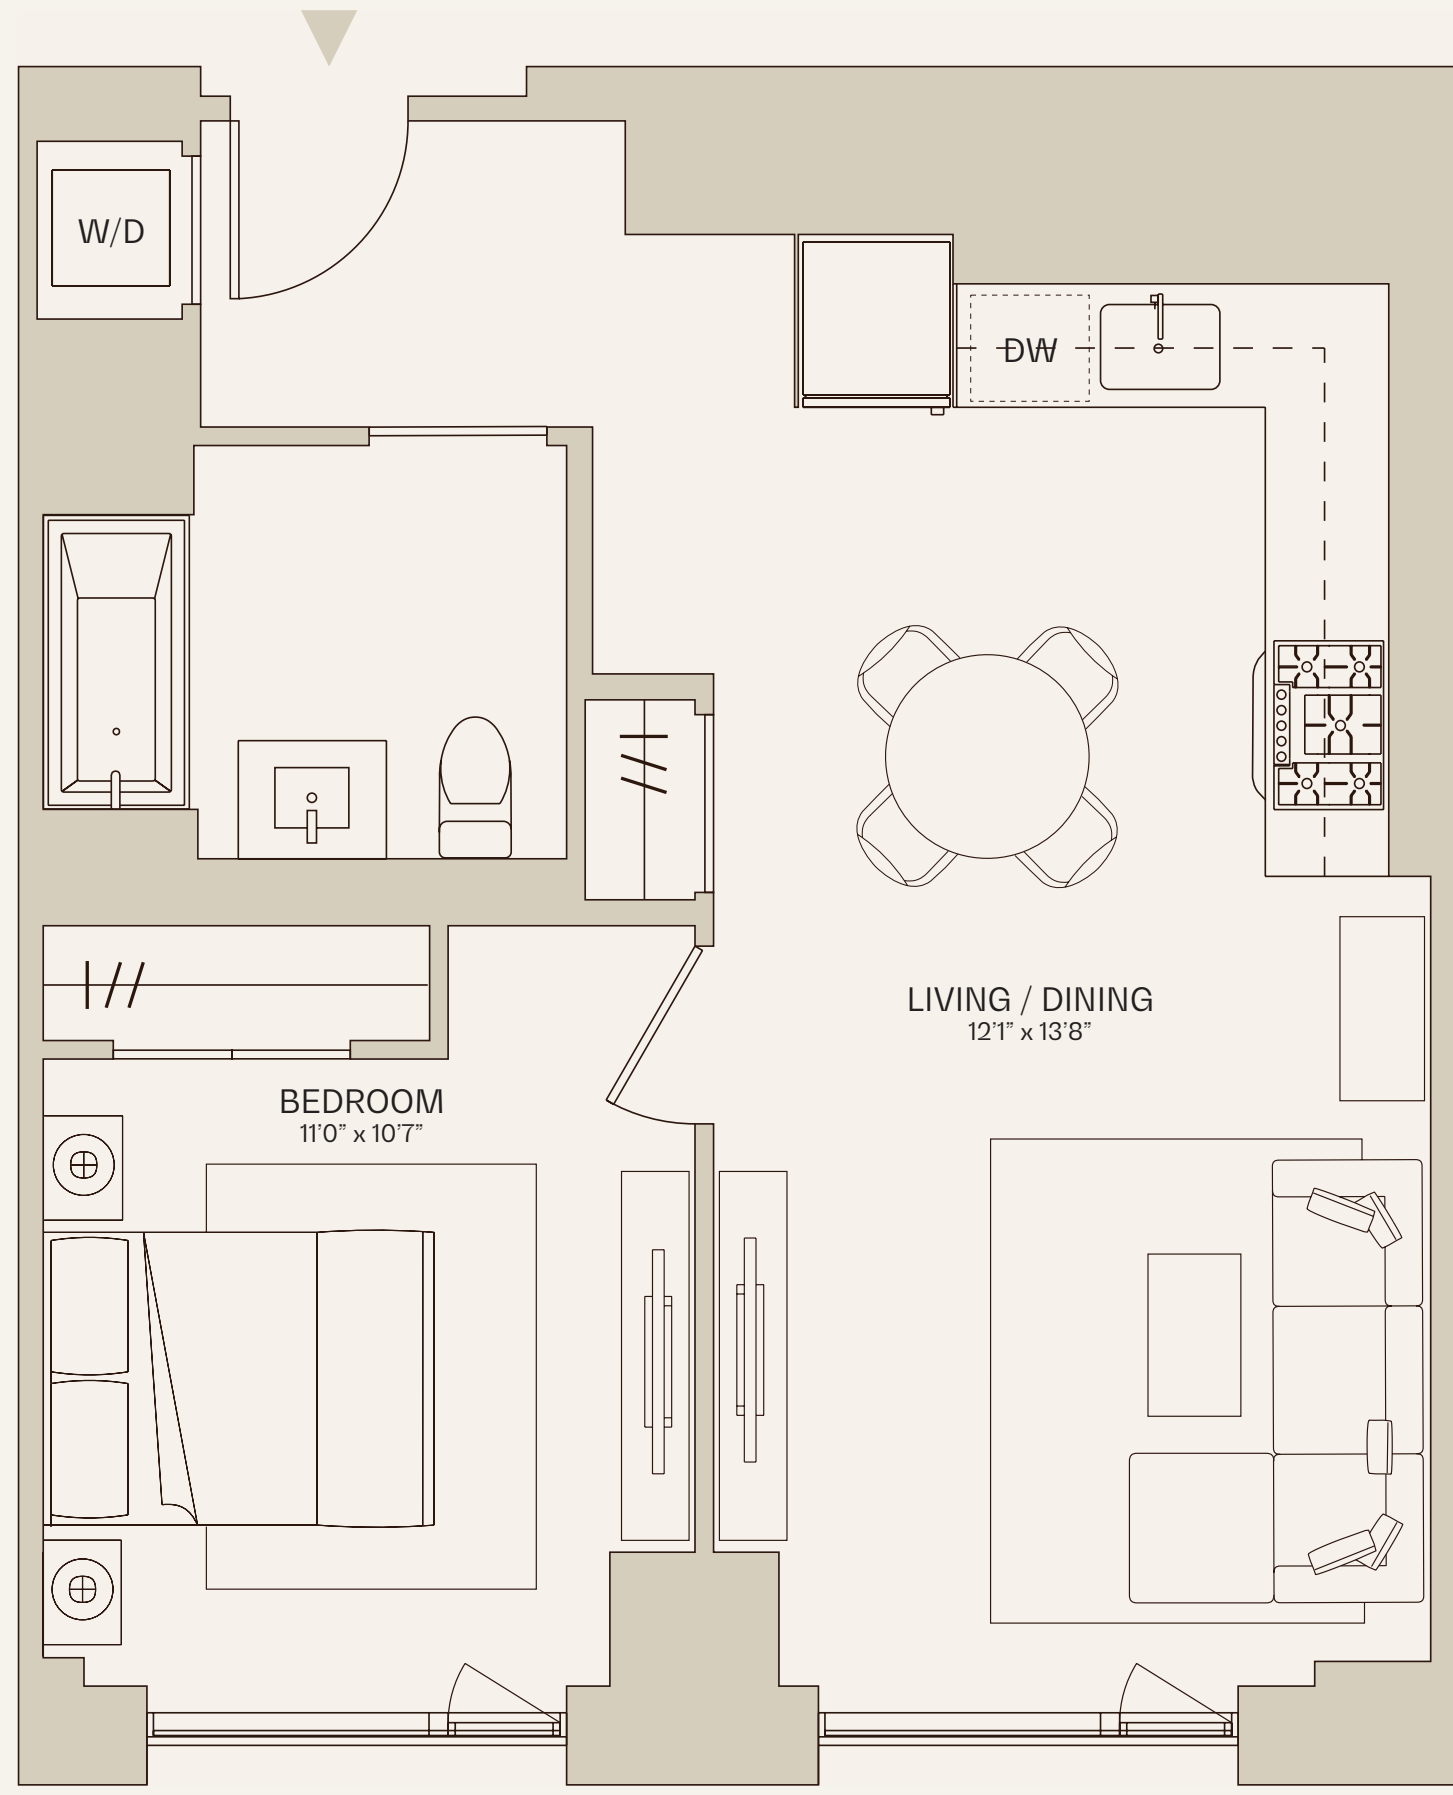 W/D
DW
LIVING / DINING
12’1” x 13’8”
BEDROOM
11’0” x 10’7”